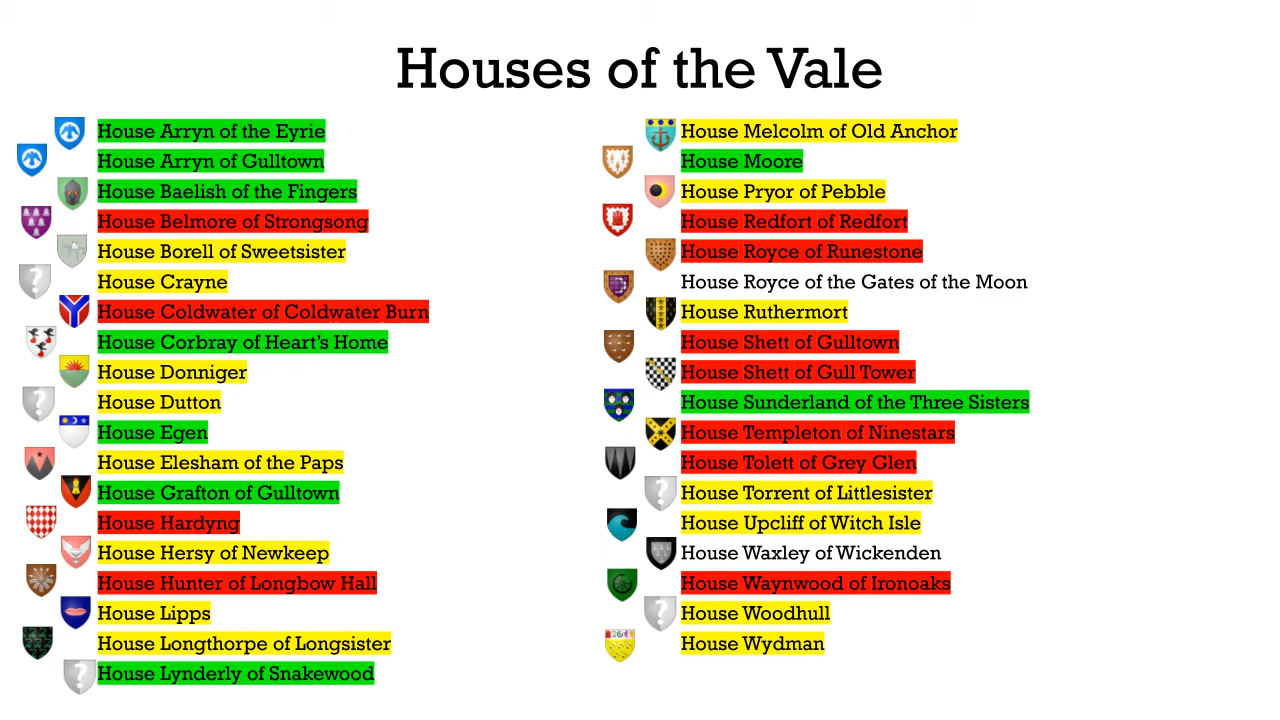 Houses of the Vale
House Arryn of the Eyrie
House Arryn of Gulltown
House Baelish of the Fingers
House Belmore of Strongsong
House Borell of Sweetsister
House Crayne
House Coldwater of Coldwater Burn
House Corbray of Heart's Home
House Donniger
House Dutton
House Egen
House Elesham of the Paps
House Grafton of Gulltown
House Hardyng
House Hersy of Newkeep
House Hunter of Longbow Hall
House Lipps
House Longthorpe of Longsister
House Lynderly of Snakewood
House Melcolm of Old Anchor
House Moore
House Pryor of Pebble
House Redfort of Redfort
House Royce of Runestone
House Royce of the Gates of the Moon
House Ruthermort
House Shett of Gulltown
House Shett of Gull Tower
House Sunderland of the Three Sisters
House Templeton of Ninestars
House Tolett of Grey Glen
House Torrent of Littlesister
House Upcliff of Witch Isle
House Waxley of Wickenden
House Waynwood of Ironoaks
House Woodhull
House Wydman